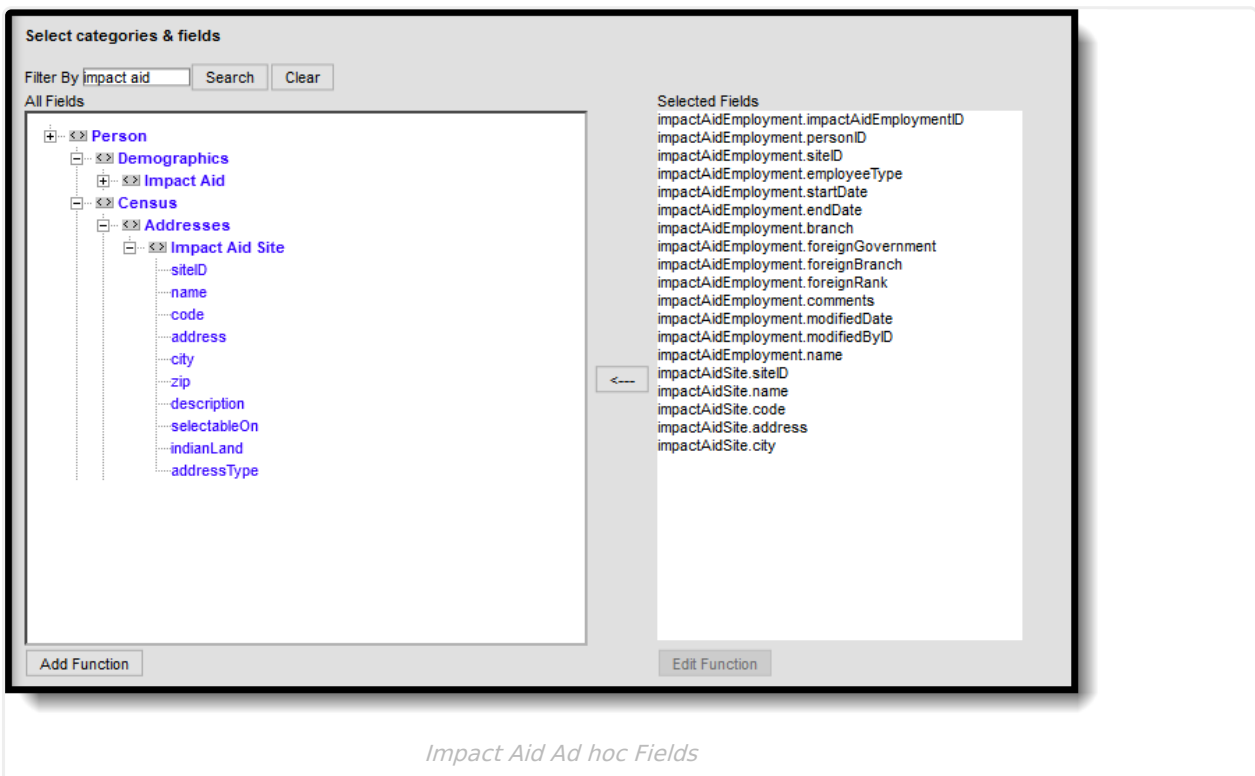 Select categories & fields
Filter By impact aid Search Clear
All Fields
Person
Demographics
Impact Aid
Census
Addresses
Impact Aid Site
siteID
name
code
address
city
zip
description
selectableOn
indianLand
addressType
Add Function
<---
Selected Fields
impactAidEmployment.impactAidEmploymentID
impactAidEmployment.personID
impactAidEmployment.siteID
impactAidEmployment.employeeType
impactAidEmployment.startDate
impactAidEmployment.endDate
impactAidEmployment.branch
impactAidEmployment.foreignGovernment
impactAidEmployment.foreignBranch
impactAidEmployment.foreignRank
impactAidEmployment.comments
impactAidEmployment.modifiedDate
impactAidEmployment.modifiedByID
impactAidEmployment.name
impactAidSite.siteID
impactAidSite.name
impactAidSite.code
impactAidSite.address
impactAidSite.city
Edit Function
Impact Aid Ad hoc Fields